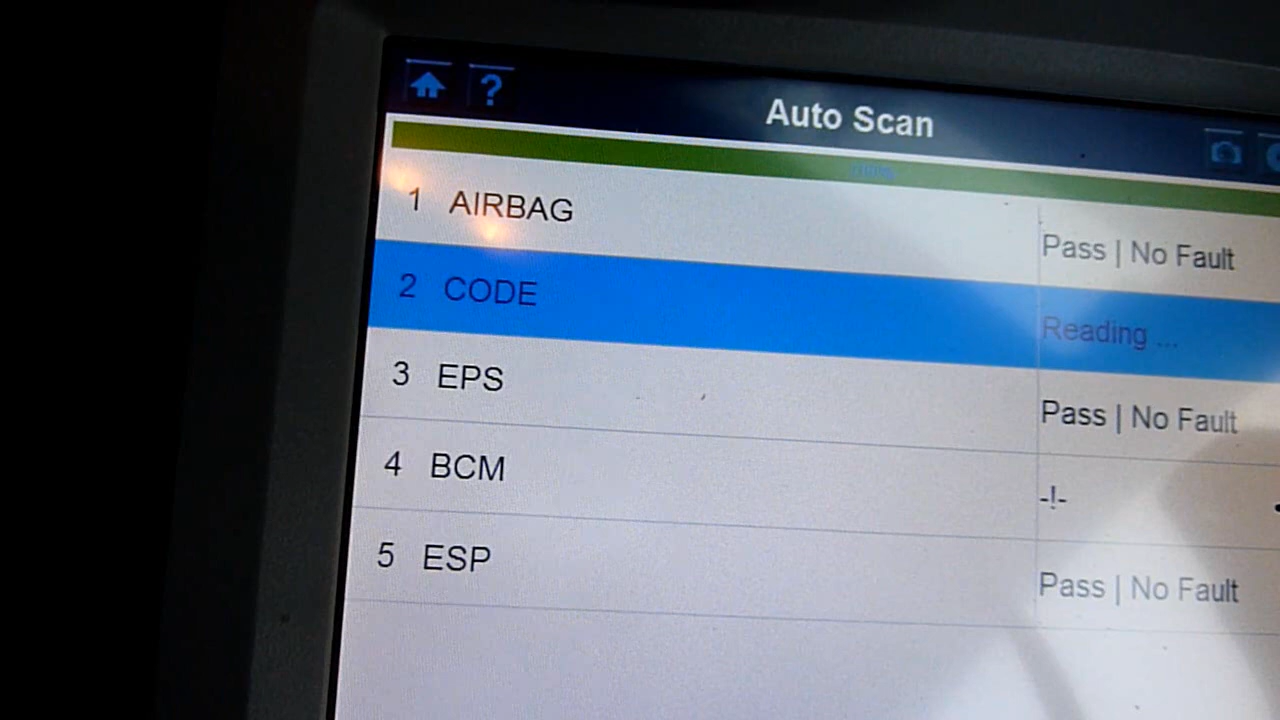 ?
Auto Scan
1 AIRBAG Pass | No Fault
2 CODE Reading ...
3 EPS Pass | No Fault
4 BCM -!-
5 ESP Pass | No Fault